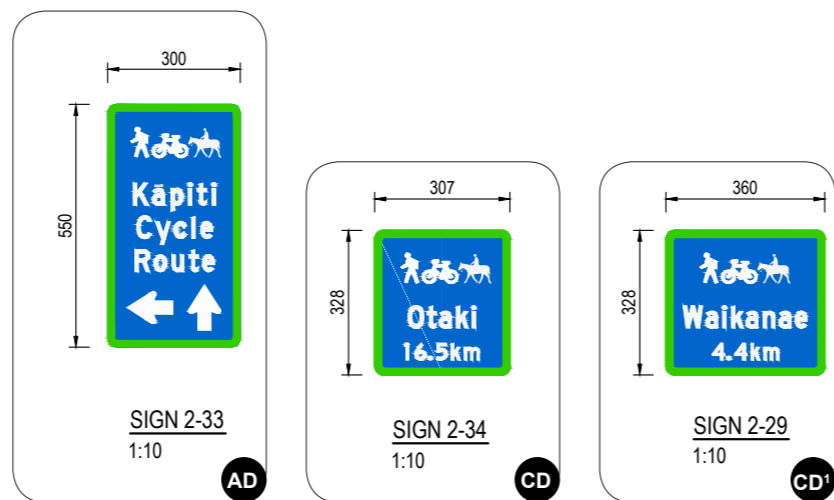 300
550
Kāpiti
Cycle
Route
SIGN 2-33
1:10
AD
307
328
Otaki
16.5km
SIGN 2-34
1:10
CD
360
328
Waikanae
4.4km
SIGN 2-29
1:10
CD¹